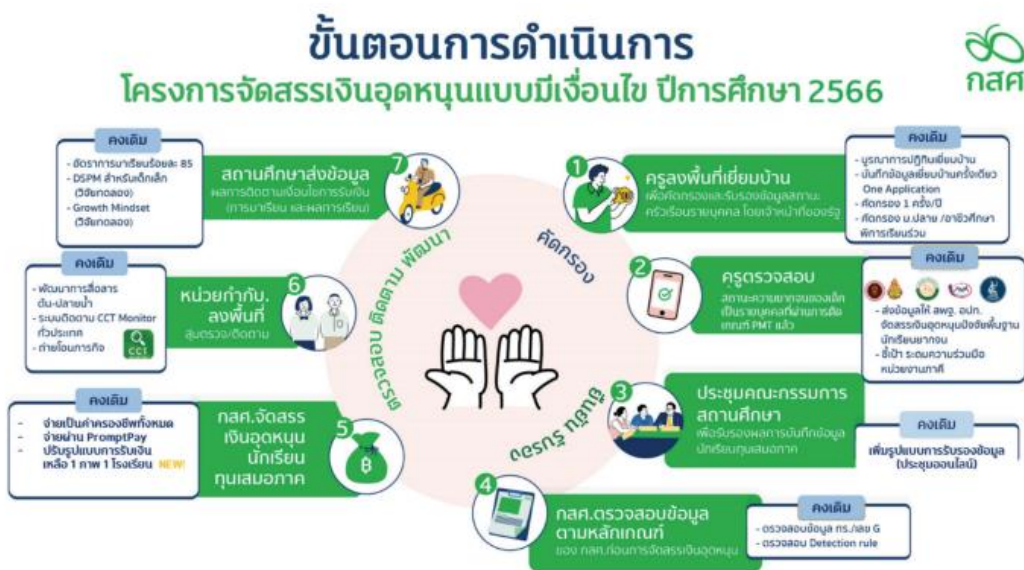 ขั้นตอนการดำเนินการ
โครงการจัดสรรเงินอุดหนุนแบบมีเงื่อนไข ปีการศึกษา 2566
กสศ
คงเดิม
- อัตราการมาเรียนร้อยละ 85
- DSPM สำหรับเด็กเล็ก
(วิจัยทดลอง)
- Growth Mindset
(วิจัยทดลอง)
7
สถานศึกษาส่งข้อมูล
ผลการติดตามเงื่อนไขการรับเงิน
(การมาเรียน และผลการเรียน)
1
ครูลงพื้นที่เยี่ยมบ้าน
เพื่อคัดกรองและรับรองข้อมูลสถานะ
ครัวเรือนรายบุคคล โดยเจ้าหน้าที่ของรัฐ
คงเดิม
- บูรณาการปฏิทินเยี่ยมบ้าน
- บันทึกข้อมูลเยี่ยมบ้านครั้งเดียว
One Application
- คัดกรอง 1 ครั้ง/ปี
- คัดกรอง ม.ปลาย /อาชีวศึกษา
พิการเรียนร่วม
คัดกรอง
ตรวจสอบ ติดตาม พัฒนา
ยืนยัน รับรอง
คงเดิม
- พัฒนาการสื่อสาร
ต้น-ปลายน้ำ
- ระบบติดตาม CCT Monitor
ทั่วประเทศ
- ถ่ายโอนภารกิจ
CCT
6
หน่วยกำกับ.
ลงพื้นที่
สุ่มตรวจ/ติดตาม
2
ครูตรวจสอบ
สถานะความยากจนของเด็ก
เป็นรายบุคคลที่ผ่านการตัด
เกณฑ์ PMT แล้ว
คงเดิม
- ส่งข้อมูลให้ สพฐ. อปท.
จัดสรรเงินอุดหนุนปัจจัยพื้นฐาน
นักเรียนยากจน
- ชี้เป้า ระดมความร่วมมือ
หน่วยงานภาคี
คงเดิม
- จ่ายเป็นค่าครองชีพทั้งหมด
- จ่ายผ่าน PromptPay
- ปรับรูปแบบการรับเงิน
เหลือ 1 ภาพ 1 โรงเรียน NEW!
5
กสศ.จัดสรร
เงินอุดหนุน
นักเรียน
ทุนเสมอภาค
฿
3
ประชุมคณะกรรมการ
สถานศึกษา
เพื่อรับรองผลการบันทึกข้อมูล
นักเรียนทุนเสมอภาค
คงเดิม
เพิ่มรูปแบบการรับรองข้อมูล
(ประชุมออนไลน์)
4
กสศ.ตรวจสอบข้อมูล
ตามหลักเกณฑ์
ของ กสศ.ก่อนการจัดสรรเงินอุดหนุน
คงเดิม
- ตรวจสอบข้อมูล ทร./เลข G
- ตรวจสอบ Detection rule